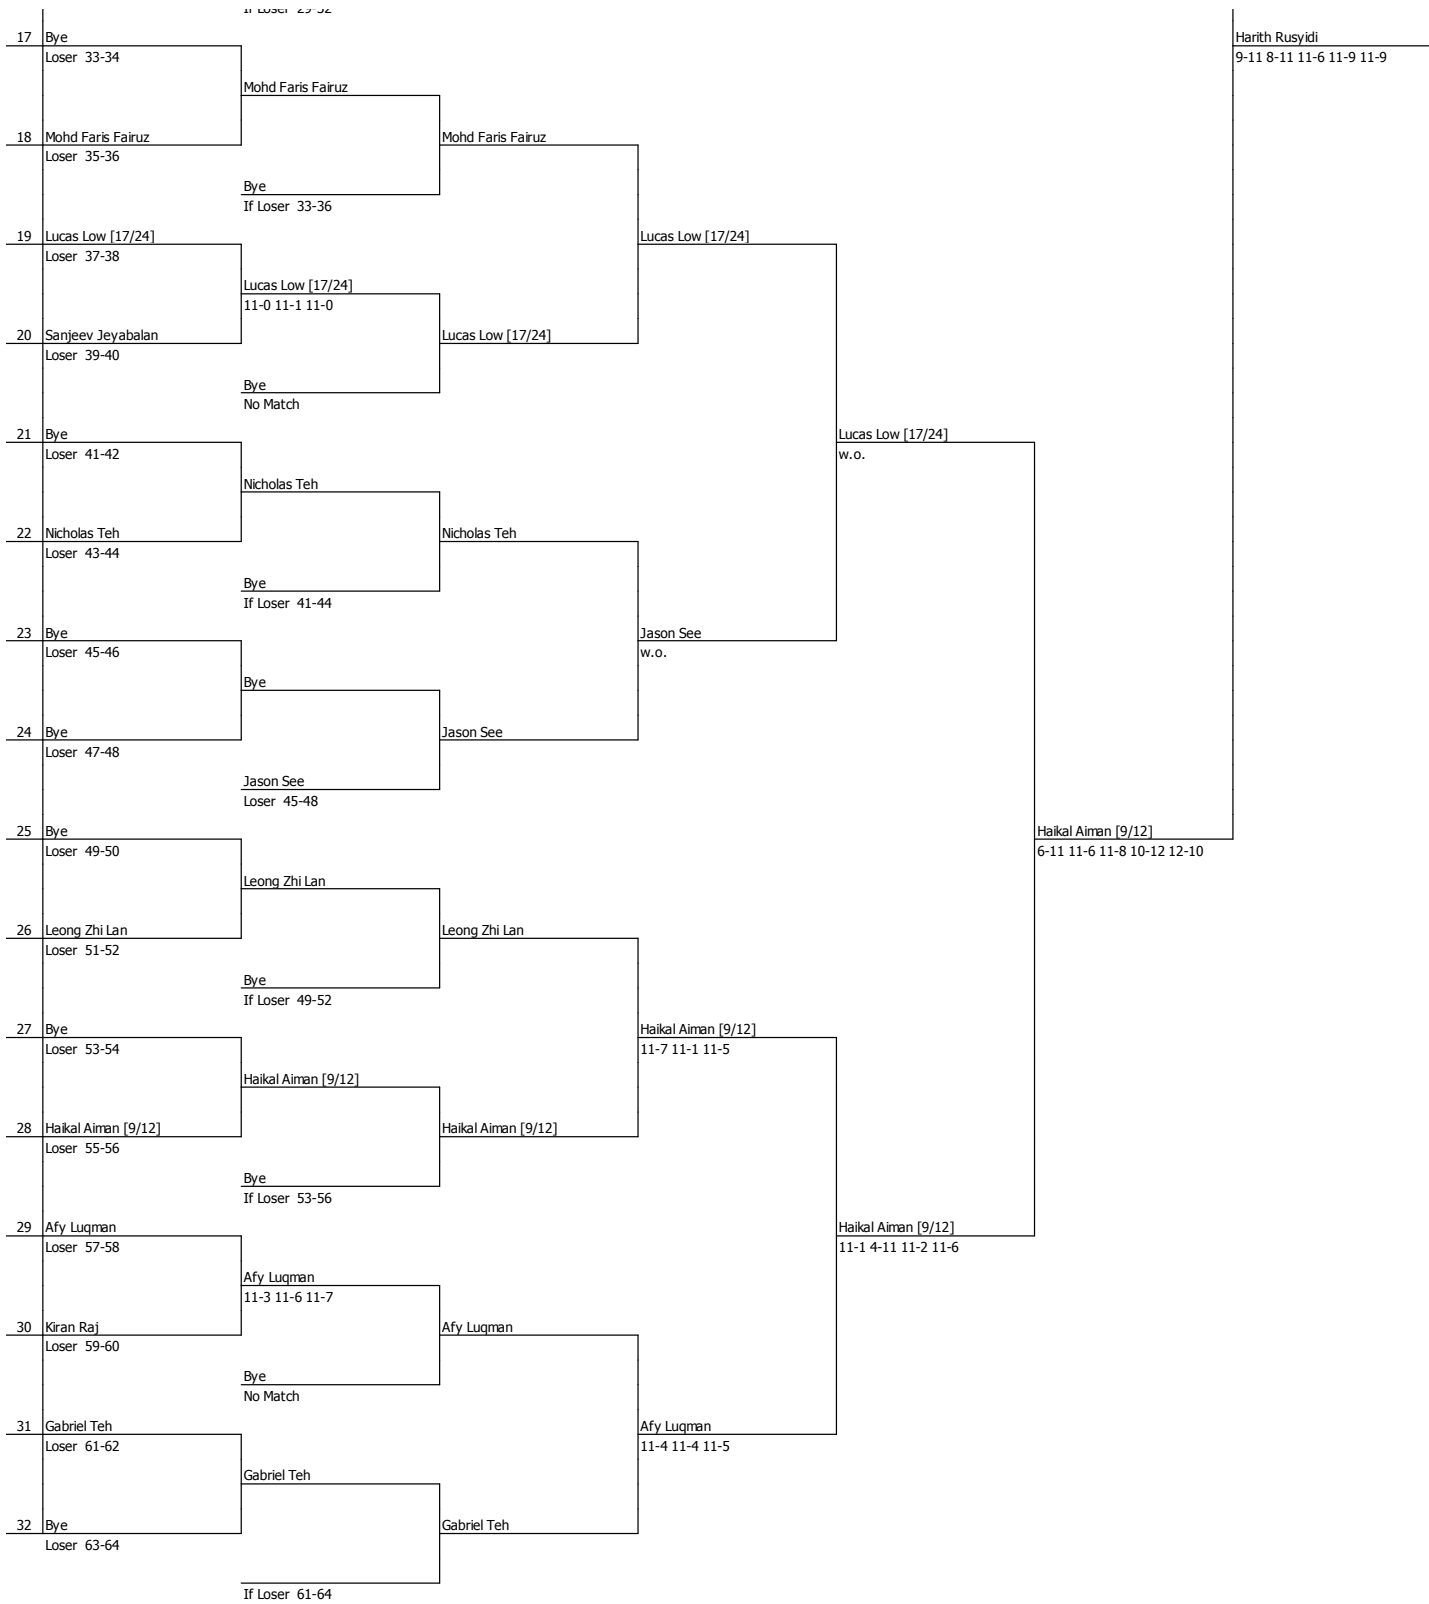 If Loser 29-32
17 Bye
Harith Rusyidi
Loser 33-34
9-11 8-11 11-6 11-9 11-9
Mohd Faris Fairuz
18 Mohd Faris Fairuz
Mohd Faris Fairuz
Loser 35-36
Bye
If Loser 33-36
19 Lucas Low [17/24]
Lucas Low [17/24]
Loser 37-38
Lucas Low [17/24]
11-0 11-1 11-0
20 Sanjeev Jeyabalan
Lucas Low [17/24]
Loser 39-40
Bye
No Match
21 Bye
Lucas Low [17/24]
Loser 41-42
w.o.
Nicholas Teh
22 Nicholas Teh
Nicholas Teh
Loser 43-44
Bye
If Loser 41-44
23 Bye
Jason See
Loser 45-46
w.o.
Bye
24 Bye
Jason See
Loser 47-48
Jason See
Loser 45-48
25 Bye
Haikal Aiman [9/12]
Loser 49-50
6-11 11-6 11-8 10-12 12-10
Leong Zhi Lan
26 Leong Zhi Lan
Leong Zhi Lan
Loser 51-52
Bye
If Loser 49-52
27 Bye
Haikal Aiman [9/12]
Loser 53-54
11-7 11-1 11-5
Haikal Aiman [9/12]
28 Haikal Aiman [9/12]
Haikal Aiman [9/12]
Loser 55-56
Bye
If Loser 53-56
29 Afy Luqman
Haikal Aiman [9/12]
Loser 57-58
11-1 4-11 11-2 11-6
Afy Luqman
11-3 11-6 11-7
30 Kiran Raj
Afy Luqman
Loser 59-60
Bye
No Match
31 Gabriel Teh
Afy Luqman
Loser 61-62
11-4 11-4 11-5
Gabriel Teh
32 Bye
Gabriel Teh
Loser 63-64
If Loser 61-64